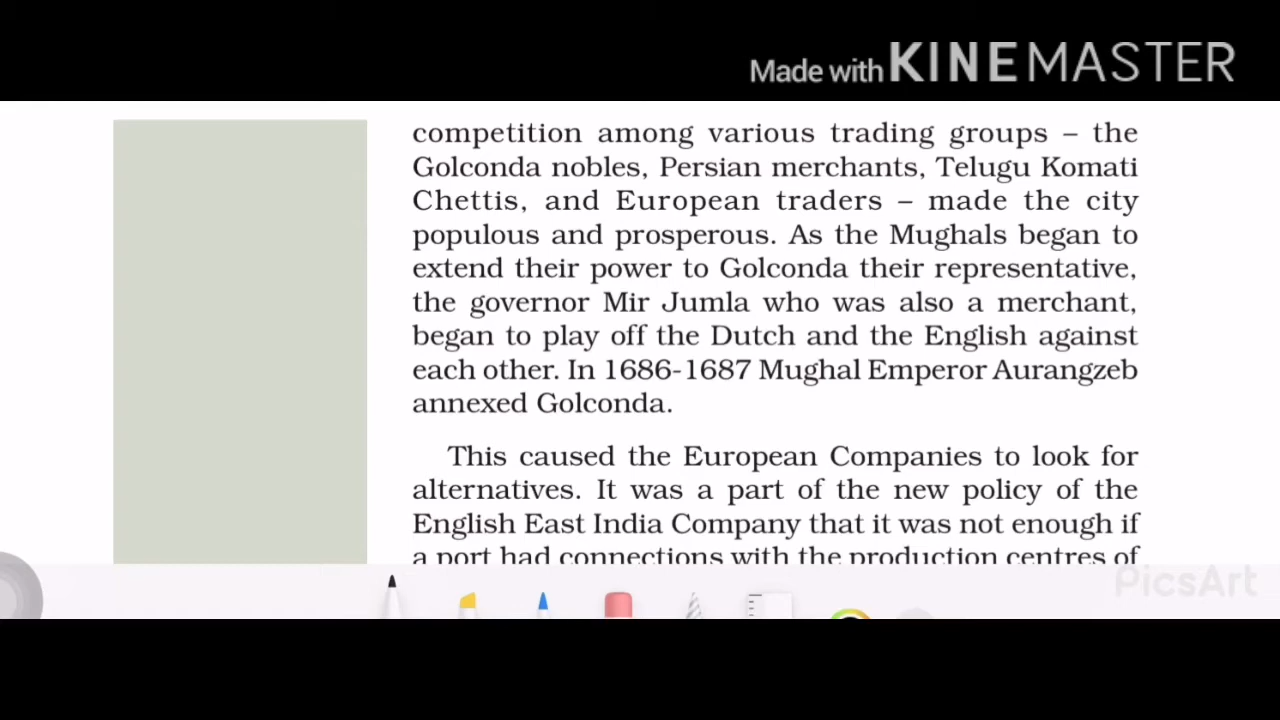 Made with KINEMASTER
competition among various trading groups – the
Golconda nobles, Persian merchants, Telugu Komati
Chettis, and European traders – made the city
populous and prosperous. As the Mughals began to
extend their power to Golconda their representative,
the governor Mir Jumla who was also a merchant,
began to play off the Dutch and the English against
each other. In 1686-1687 Mughal Emperor Aurangzeb
annexed Golconda.
This caused the European Companies to look for
alternatives. It was a part of the new policy of the
English East India Company that it was not enough if
a port had connections with the production centres of
PicsArt